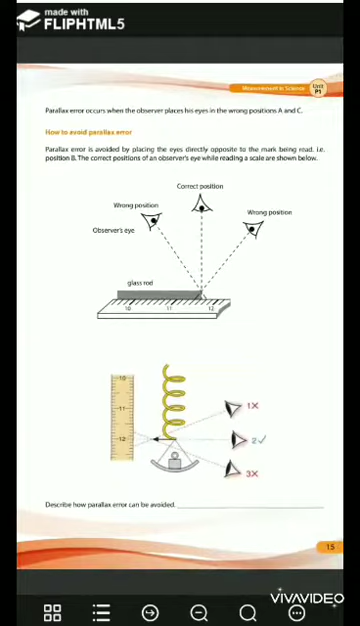 made with
FLIPHTML5
Measurement in Science
Unit
P1
Parallax error occurs when the observer places his eyes in the wrong positions A and C.
How to avoid parallax error
Parallax error is avoided by placing the eyes directly opposite to the mark being read. i.e.
position B. The correct positions of an observer's eye while reading a scale are shown below.
Correct position
Wrong position
Wrong position
Observer's eye
glass rod
10 11 12
10
11
12
1X
2✓
3X
Describe how parallax error can be avoided.
15
VIVAVIDEO